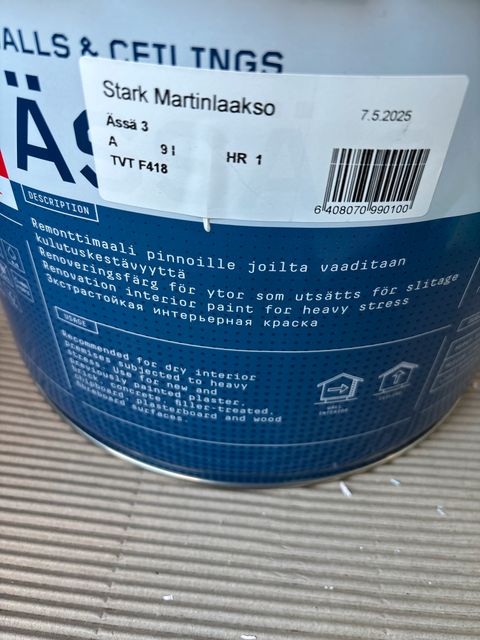 ALLS & CEILINGS
Stark Martinlaakso
7.5.2025
Ässä 3
A 9 l HR 1
TVT F418
6 408070 990100
ÄS
DESCRIPTION
Remonttimaali pinnoille joilta vaaditaan
kulutuskestävyyttä
Renoveringsfärg för ytor som utsätts för slitage
Renovation interior paint for heavy stress
Экстрастойкая интерьерная краска
USAGE
Recommended for dry interior
premises subjected to heavy
stress. Use for new and
previously painted plaster,
brick, concrete, filler-treated,
chipboard, plasterboard and wood
fibreboard surfaces.
WALL
INTERIOR